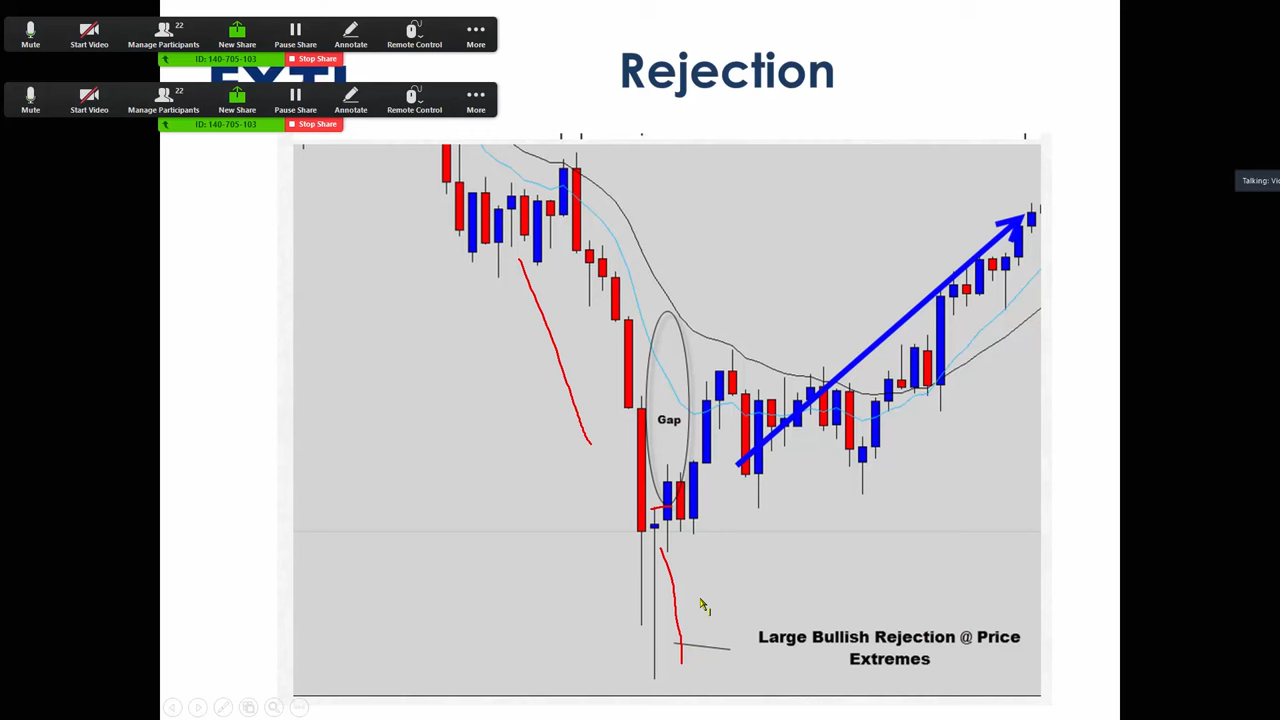 22
Mute Start Video Manage Participants New Share Pause Share Annotate Remote Control More
ID: 140-705-103 Stop Share
Rejection
22
Mute Start Video Manage Participants New Share Pause Share Annotate Remote Control More
ID: 140-705-103 Stop Share
Talking:
Gap
Large Bullish Rejection @ Price
Extremes